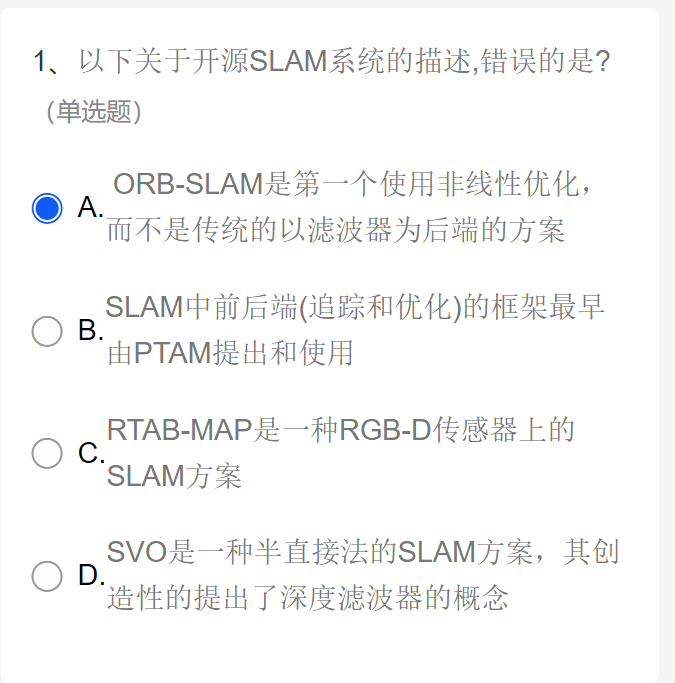 1、以下关于开源SLAM系统的描述,错误的是?
（单选题）
A. ORB-SLAM是第一个使用非线性优化，
而不是传统的以滤波器为后端的方案
B. SLAM中前后端(追踪和优化)的框架最早
由PTAM提出和使用
C. RTAB-MAP是一种RGB-D传感器上的
SLAM方案
D. SVO是一种半直接法的SLAM方案，其创
造性的提出了深度滤波器的概念